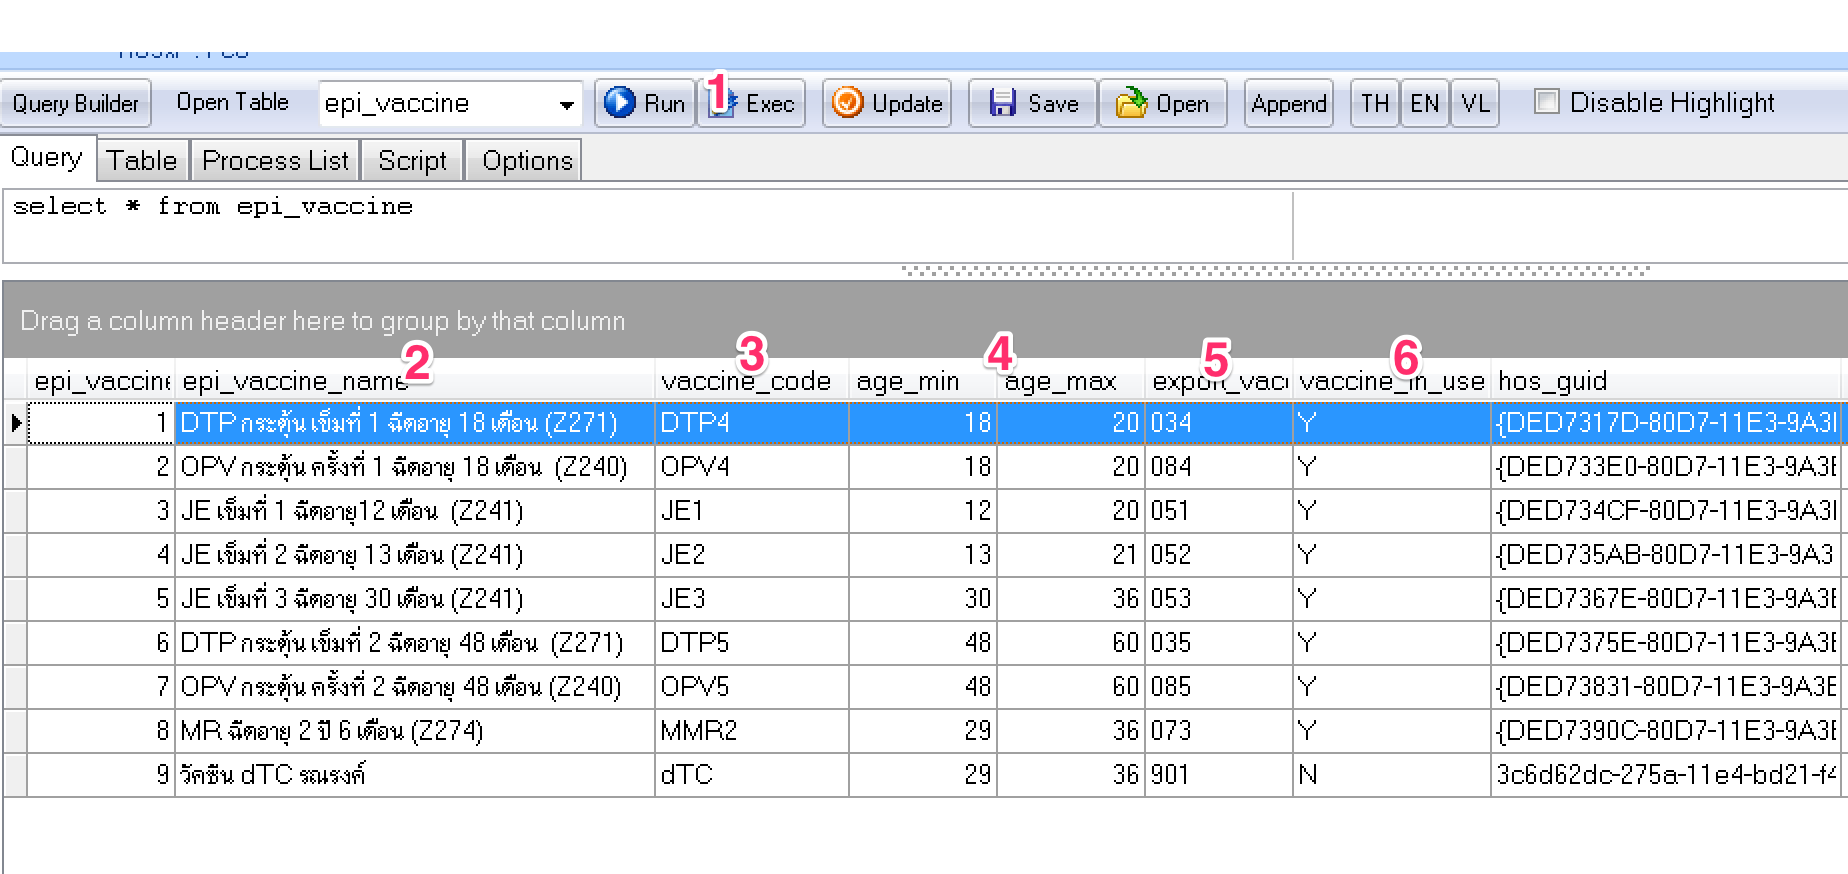 Query Builder Open Table epi_vaccine Run 1 Exec Update Save Open Append TH EN VL Disable Highlight
Query Table Process List Script Options
select * from epi_vaccine
Drag a column header here to group by that column
2 3 4 5 6
epi_vaccine epi_vaccine_name vaccine_code age_min age_max export_vacc vaccine_in_use hos_guid
1 DTP กระตุ้น เข็มที่ 1 ฉีดอายุ 18 เดือน (Z271) DTP4 18 20 034 Y {DED7317D-80D7-11E3-9A3
2 OPV กระตุ้น ครั้งที่ 1 ฉีดอายุ 18 เดือน (Z240) OPV4 18 20 084 Y {DED733E0-80D7-11E3-9A3
3 JE เข็มที่ 1 ฉีดอายุ12 เดือน (Z241) JE1 12 20 051 Y {DED734CF-80D7-11E3-9A3
4 JE เข็มที่ 2 ฉีดอายุ 13 เดือน (Z241) JE2 13 21 052 Y {DED735AB-80D7-11E3-9A3
5 JE เข็มที่ 3 ฉีดอายุ 30 เดือน (Z241) JE3 30 36 053 Y {DED7367E-80D7-11E3-9A3
6 DTP กระตุ้น เข็มที่ 2 ฉีดอายุ 48 เดือน (Z271) DTP5 48 60 035 Y {DED7375E-80D7-11E3-9A3
7 OPV กระตุ้น ครั้งที่ 2 ฉีดอายุ 48 เดือน (Z240) OPV5 48 60 085 Y {DED73831-80D7-11E3-9A3
8 MR ฉีดอายุ 2 ปี 6 เดือน (Z274) MMR2 29 36 073 Y {DED7390C-80D7-11E3-9A3
9 วัคซีน dTC รณรงค์ dTC 29 36 901 N 3c6d62dc-275a-11e4-bd21-f4